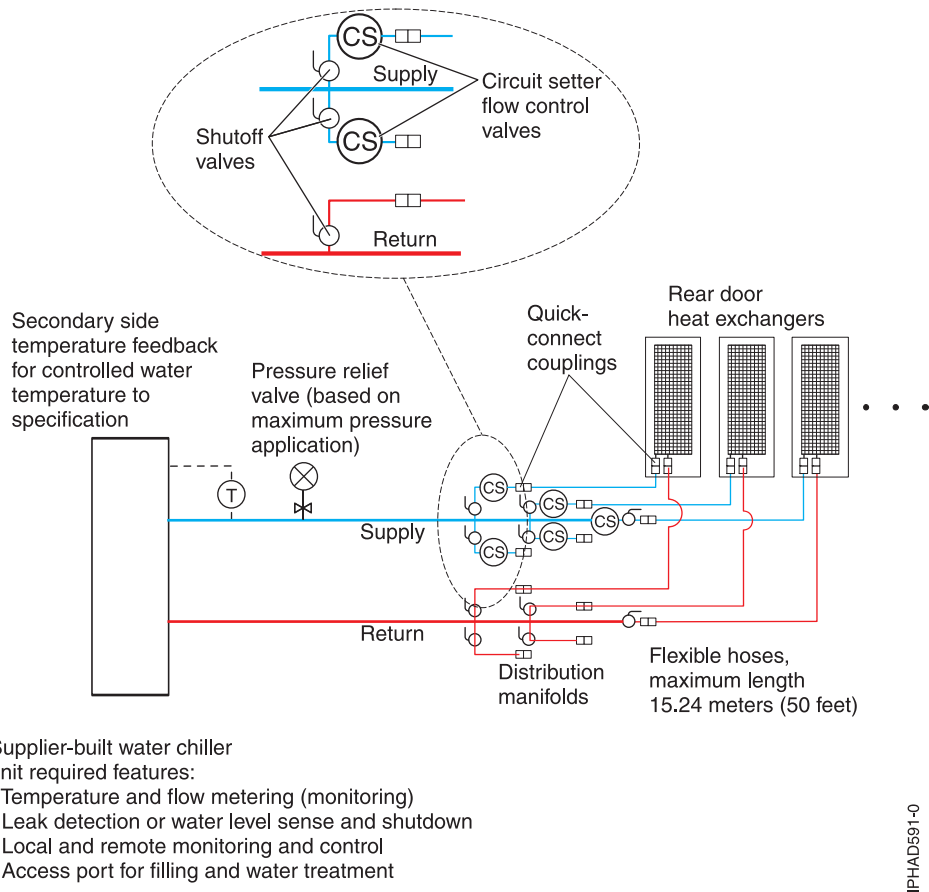 CS
Supply
Circuit setter
flow control
valves
Shutoff
valves
CS
Return
Rear door
heat exchangers
Quick-
connect
couplings
Secondary side
temperature feedback
for controlled water
temperature to
specification
Pressure relief
valve (based on
maximum pressure
application)
T
CS
CS
CS
Supply
CS
CS
Return
Distribution
manifolds
Flexible hoses,
maximum length
15.24 meters (50 feet)
upplier-built water chiller
nit required features:
Temperature and flow metering (monitoring)
Leak detection or water level sense and shutdown
Local and remote monitoring and control
Access port for filling and water treatment
IPHAD591-0